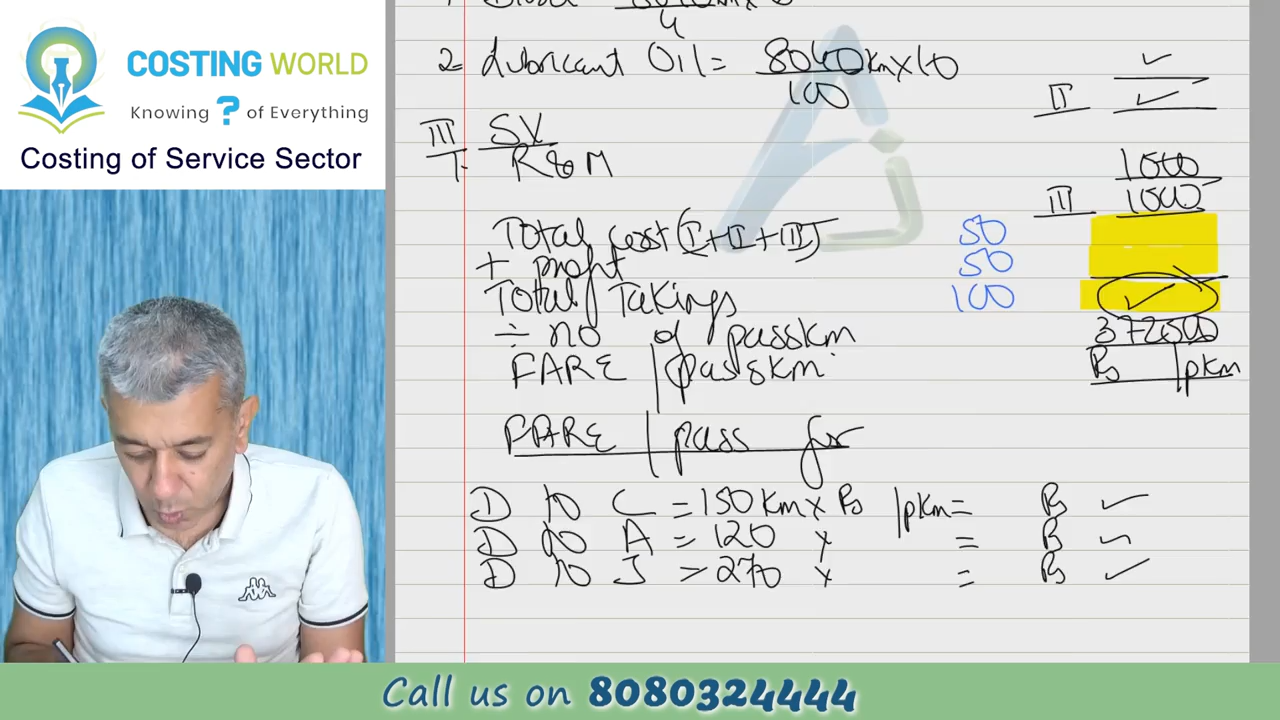 COSTING WORLD
Knowing ? of Everything
Costing of Service Sector
4
2= Lubricant Oil = 8040km x 10
100
II
III SV
1. R & M
1000
III 1000
Total cost (I+II+III) 50
+ profit 50
Total Takings 100
÷ no of passkm 372000
FARE | passkm Rs | pkm
FARE | pass for
D to C = 150 km x Rs | pkm = Rs
D to A = 120 x = Rs
D to J = 270 x = Rs
Call us on 8080324444